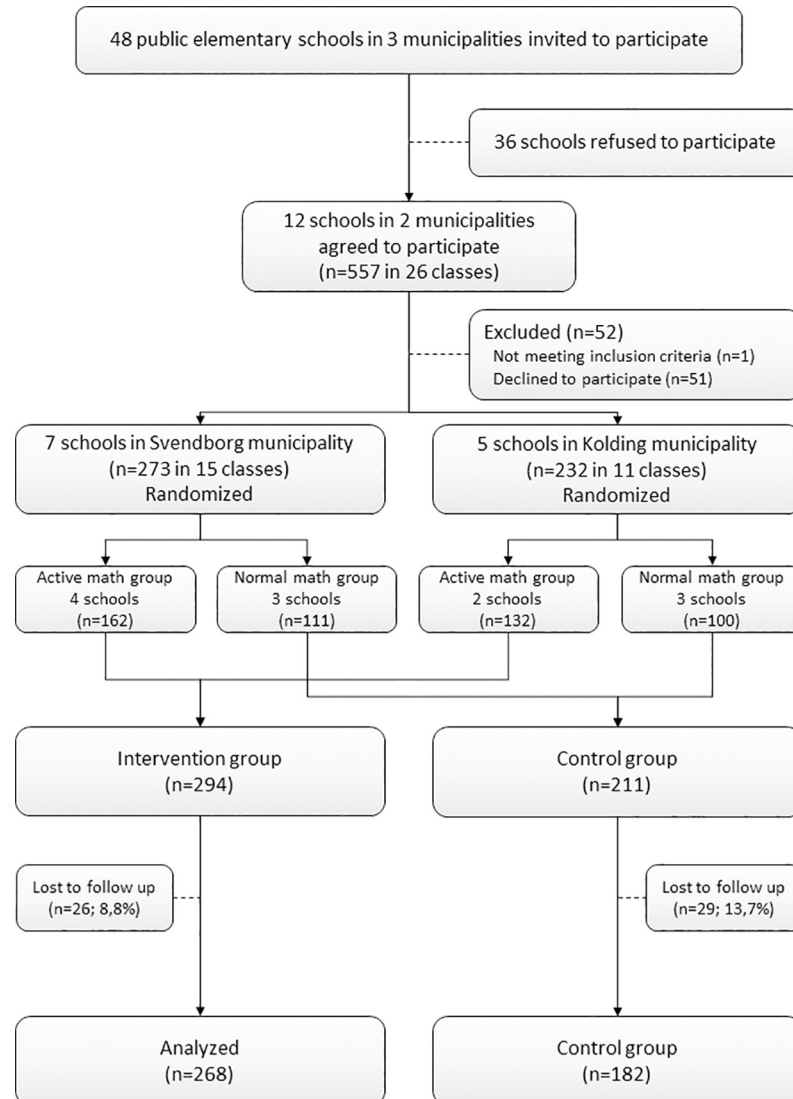 48 public elementary schools in 3 municipalities invited to participate
36 schools refused to participate
12 schools in 2 municipalities
agreed to participate
(n=557 in 26 classes)
Excluded (n=52)
Not meeting inclusion criteria (n=1)
Declined to participate (n=51)
7 schools in Svendborg municipality
(n=273 in 15 classes)
Randomized
5 schools in Kolding municipality
(n=232 in 11 classes)
Randomized
Active math group
4 schools
(n=162)
Normal math group
3 schools
(n=111)
Active math group
2 schools
(n=132)
Normal math group
3 schools
(n=100)
Intervention group
(n=294)
Control group
(n=211)
Lost to follow up
(n=26; 8,8%)
Lost to follow up
(n=29; 13,7%)
Analyzed
(n=268)
Control group
(n=182)